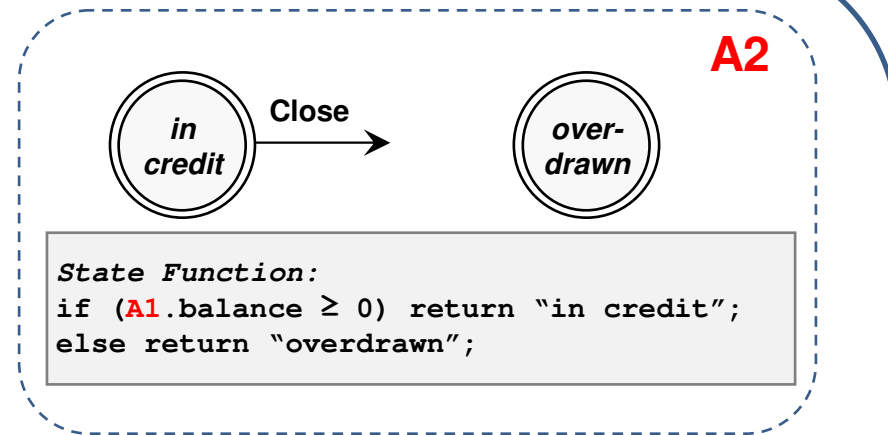 A2
Close
in
credit
over-
drawn
State Function:
if (A1.balance ≥ 0) return “in credit”;
else return “overdrawn”;